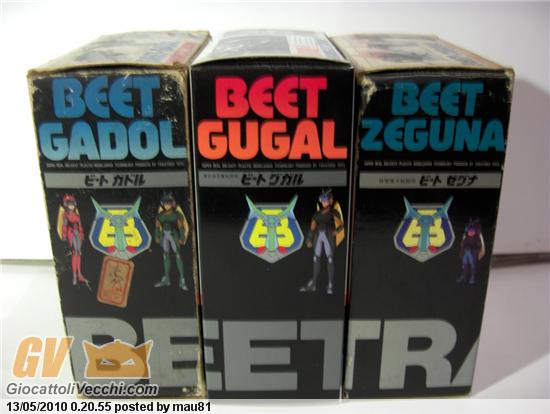 BEET
GADOL
ビート ガドル
BEET
GUGAL
ビート グガル
BEET
ZEGUNA
ビート ゼグナ
BEETRA
GV
GiocattoliVecchi.com
13/05/2010 0.20.55 posted by mau81